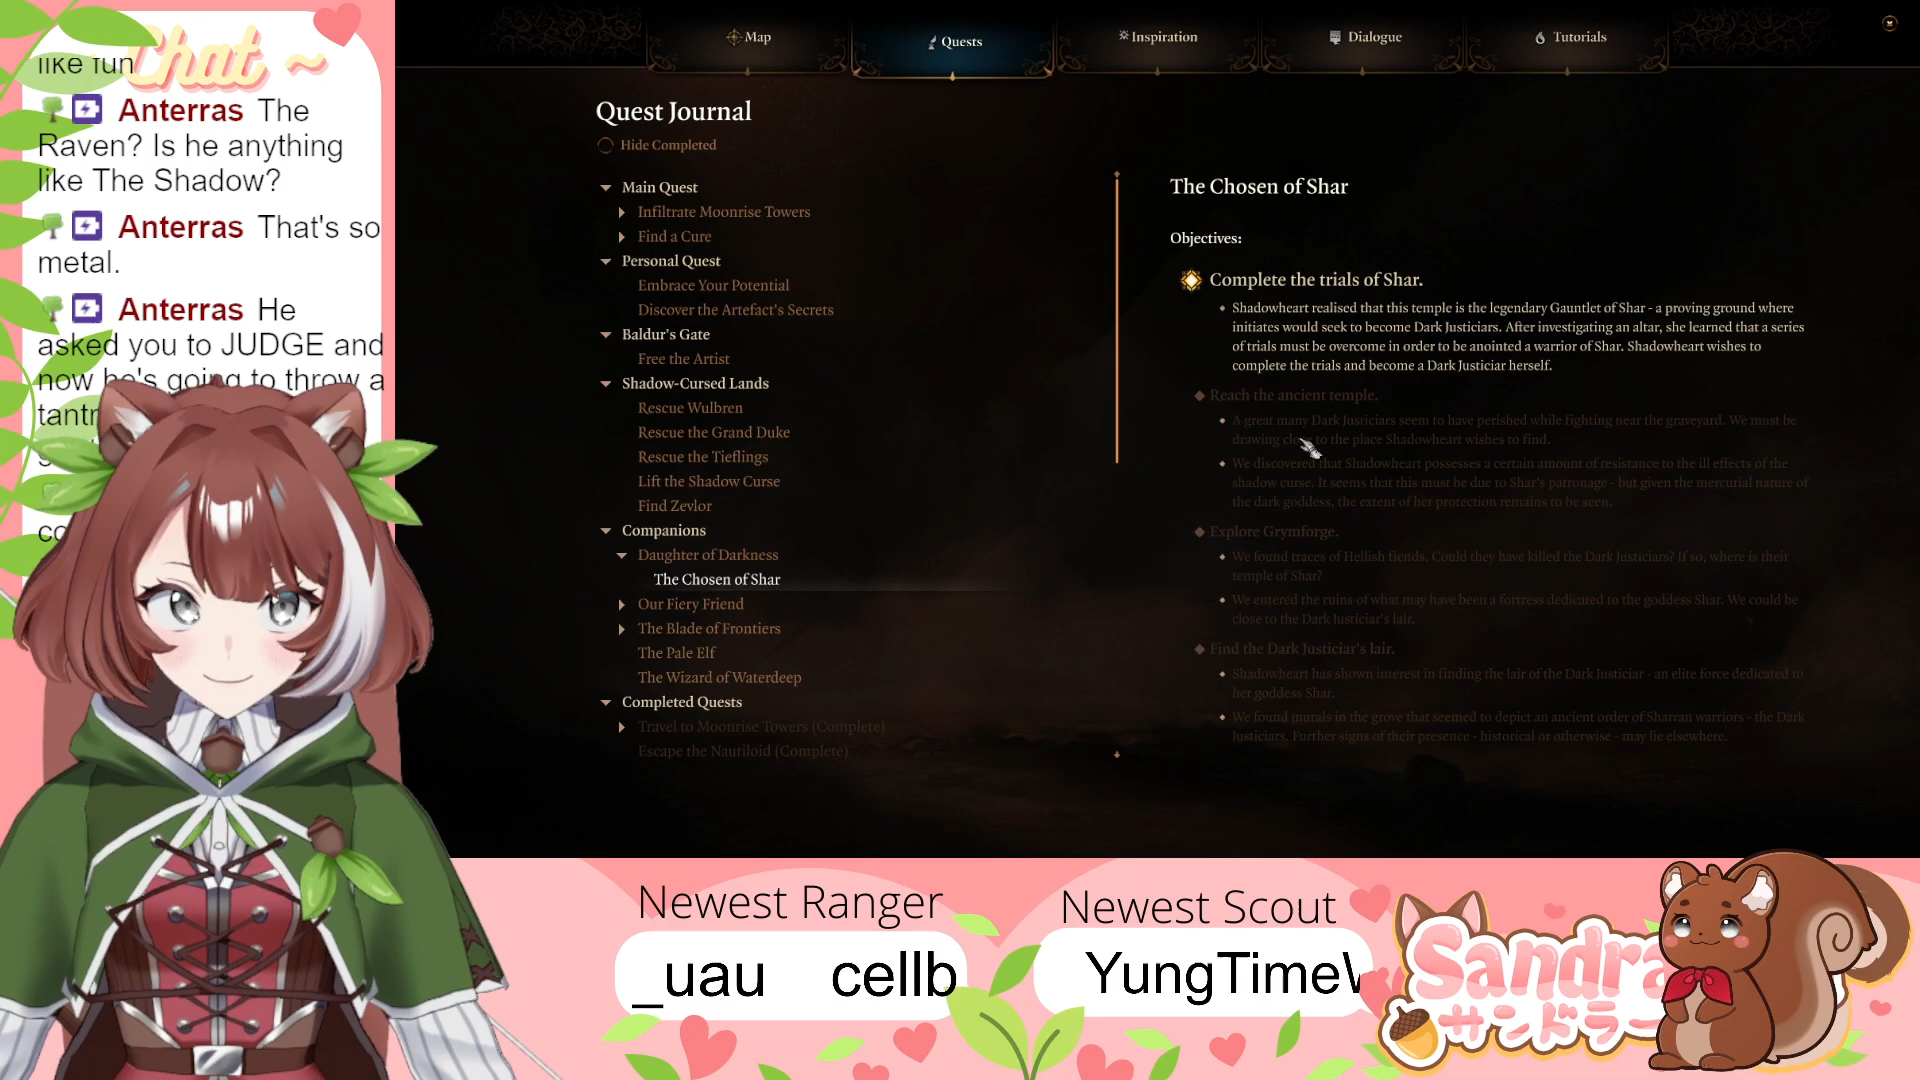 Chat ~
like fun
Anterras The
Raven? Is he anything
like The Shadow?
Anterras That's so
metal.
Anterras He
asked you to JUDGE and
now he's going to throw a
Map
Quests
Inspiration
Dialogue
Tutorials
Quest Journal
Hide Completed
Main Quest
Infiltrate Moonrise Towers
Find a Cure
Personal Quest
Embrace Your Potential
Discover the Artefact's Secrets
Baldur's Gate
Free the Artist
Shadow-Cursed Lands
Rescue Wulbren
Rescue the Grand Duke
Rescue the Tieflings
Lift the Shadow Curse
Find Zevlor
Companions
Daughter of Darkness
The Chosen of Shar
Our Fiery Friend
The Blade of Frontiers
The Pale Elf
The Wizard of Waterdeep
Completed Quests
Travel to Moonrise Towers (Complete)
Escape the Nautiloid (Complete)
The Chosen of Shar
Objectives:
Complete the trials of Shar.
Shadowheart realised that this temple is the legendary Gauntlet of Shar - a proving ground where
initiates would seek to become Dark Justiciars. After investigating an altar, she learned that a series
of trials must be overcome in order to be anointed a warrior of Shar. Shadowheart wishes to
complete the trials and become a Dark Justiciar herself.
Reach the ancient temple.
A great many Dark Justiciars seem to have perished while fighting near the graveyard. We must be
drawing close to the place Shadowheart wishes to find.
We discovered that Shadowheart possesses a certain amount of resistance to the ill effects of the
shadow curse. It seems that this must be due to Shar's patronage - but given the mercurial nature of
the dark goddess, the extent of her protection remains to be seen.
Explore Grymforge.
We found traces of Hellish fiends. Could they have killed the Dark Justiciars? If so, where is their
temple of Shar?
We entered the ruins of what may have been a fortress dedicated to the goddess Shar. We could be
close to the Dark Justiciar's lair.
Find the Dark Justiciar's lair.
Shadowheart has shown interest in finding the lair of the Dark Justiciar - an elite force dedicated to
her goddess Shar.
We found murals in the grove that seemed to depict an ancient order of Sharran warriors - the Dark
Justiciars. Further signs of their presence - historical or otherwise - may lie elsewhere.
Newest Ranger
_uau cellb
Newest Scout
YungTime
Sandra
サンドラ